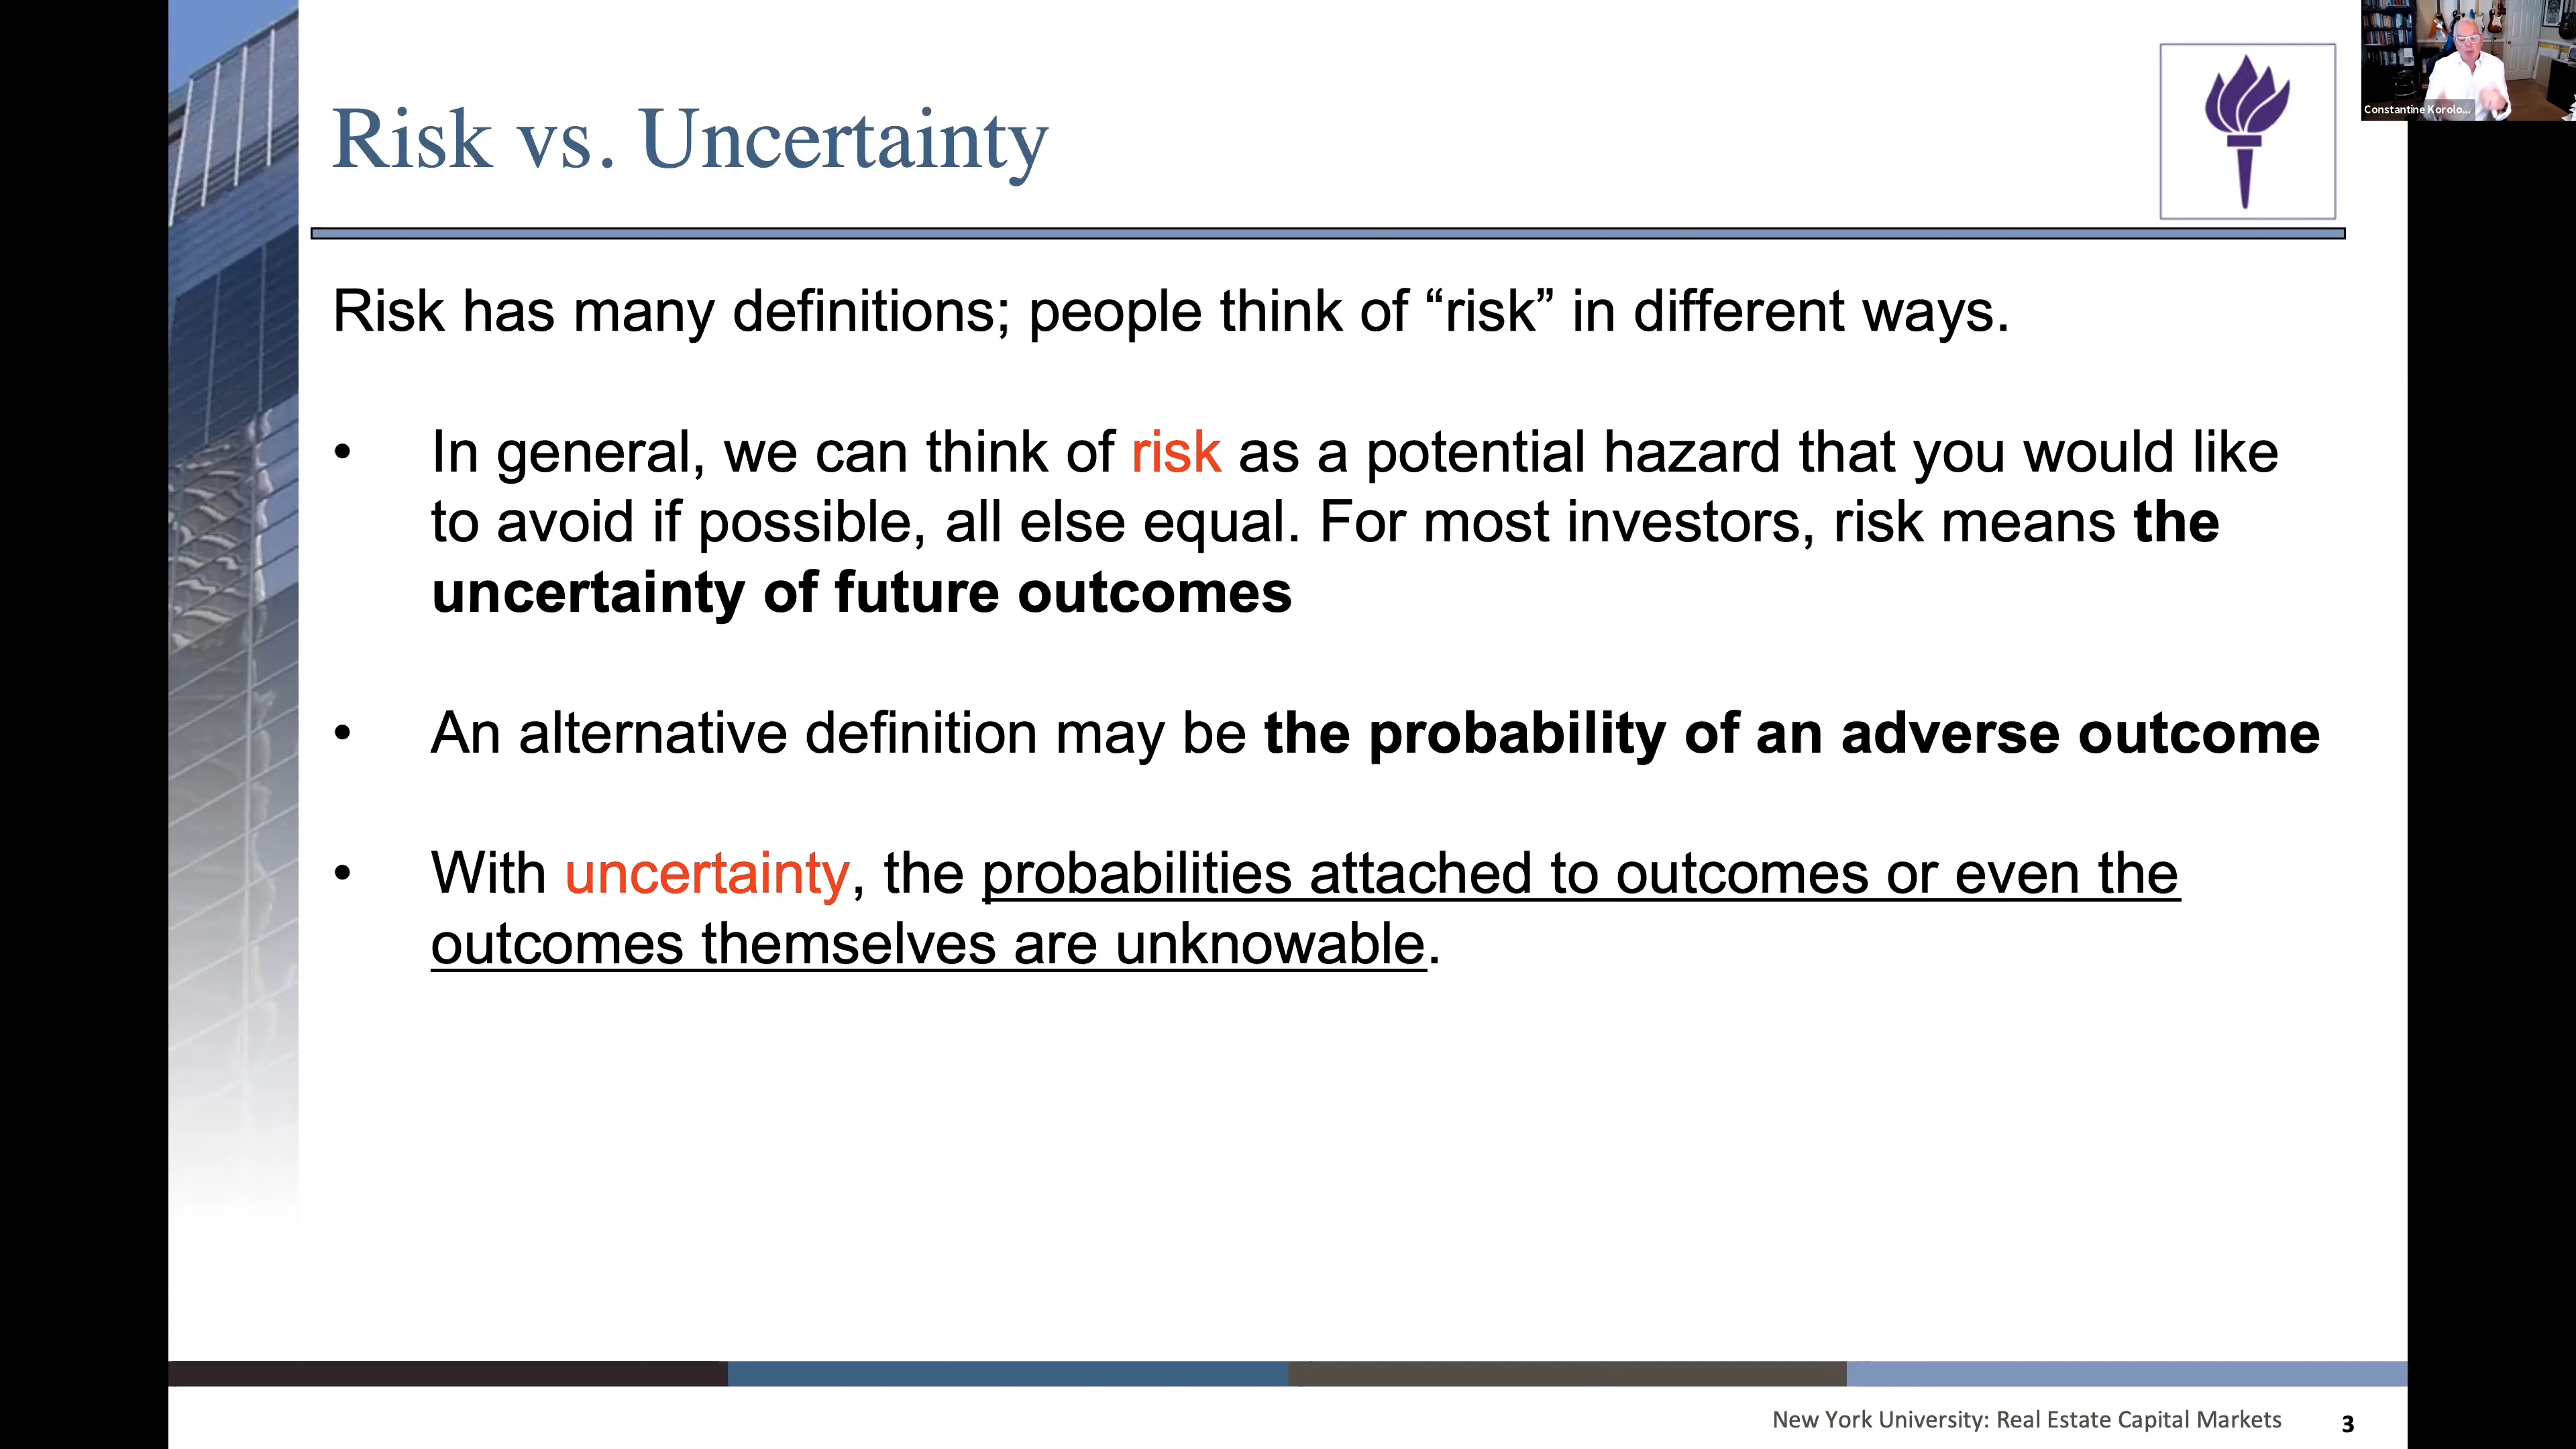 Constantine Korolo...
Risk vs. Uncertainty
Risk has many definitions; people think of “risk” in different ways.
• In general, we can think of risk as a potential hazard that you would like
to avoid if possible, all else equal. For most investors, risk means the
uncertainty of future outcomes
• An alternative definition may be the probability of an adverse outcome
• With uncertainty, the probabilities attached to outcomes or even the
outcomes themselves are unknowable.
New York University: Real Estate Capital Markets 3